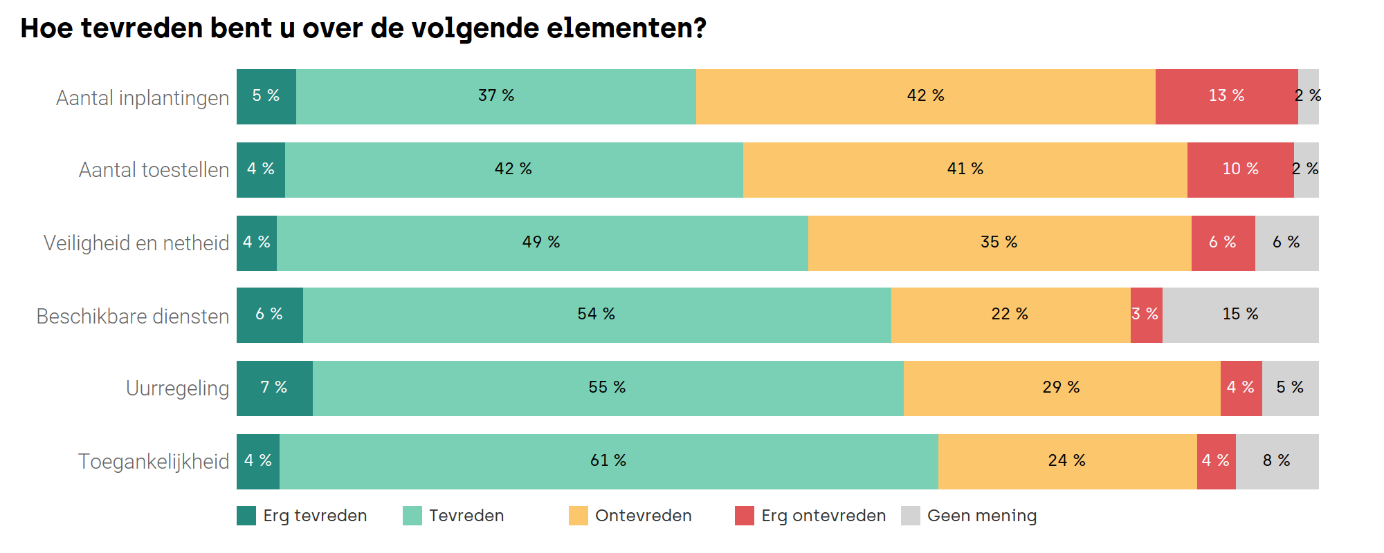 Hoe tevreden bent u over de volgende elementen?
Aantal inplantingen 5 % 37 % 42 % 13 % 2 %
Aantal toestellen 4 % 42 % 41 % 10 % 2 %
Veiligheid en netheid 4 % 49 % 35 % 6 % 6 %
Beschikbare diensten 6 % 54 % 22 % 3 % 15 %
Uurregeling 7 % 55 % 29 % 4 % 5 %
Toegankelijkheid 4 % 61 % 24 % 4 % 8 %
Erg tevreden Tevreden Ontevreden Erg ontevreden Geen mening